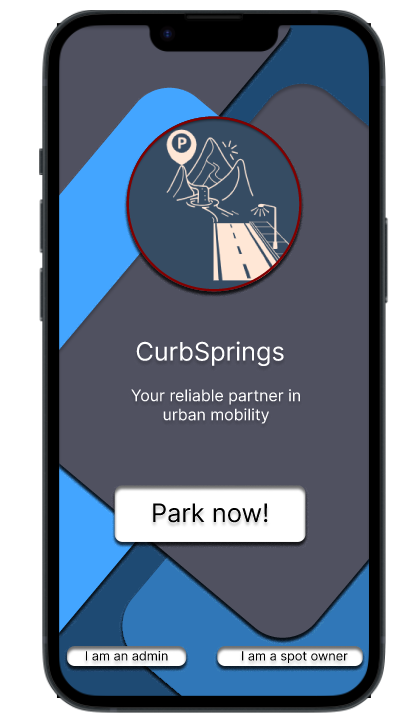 P
CurbSprings
Your reliable partner in
urban mobility
Park now!
I am an admin
I am a spot owner